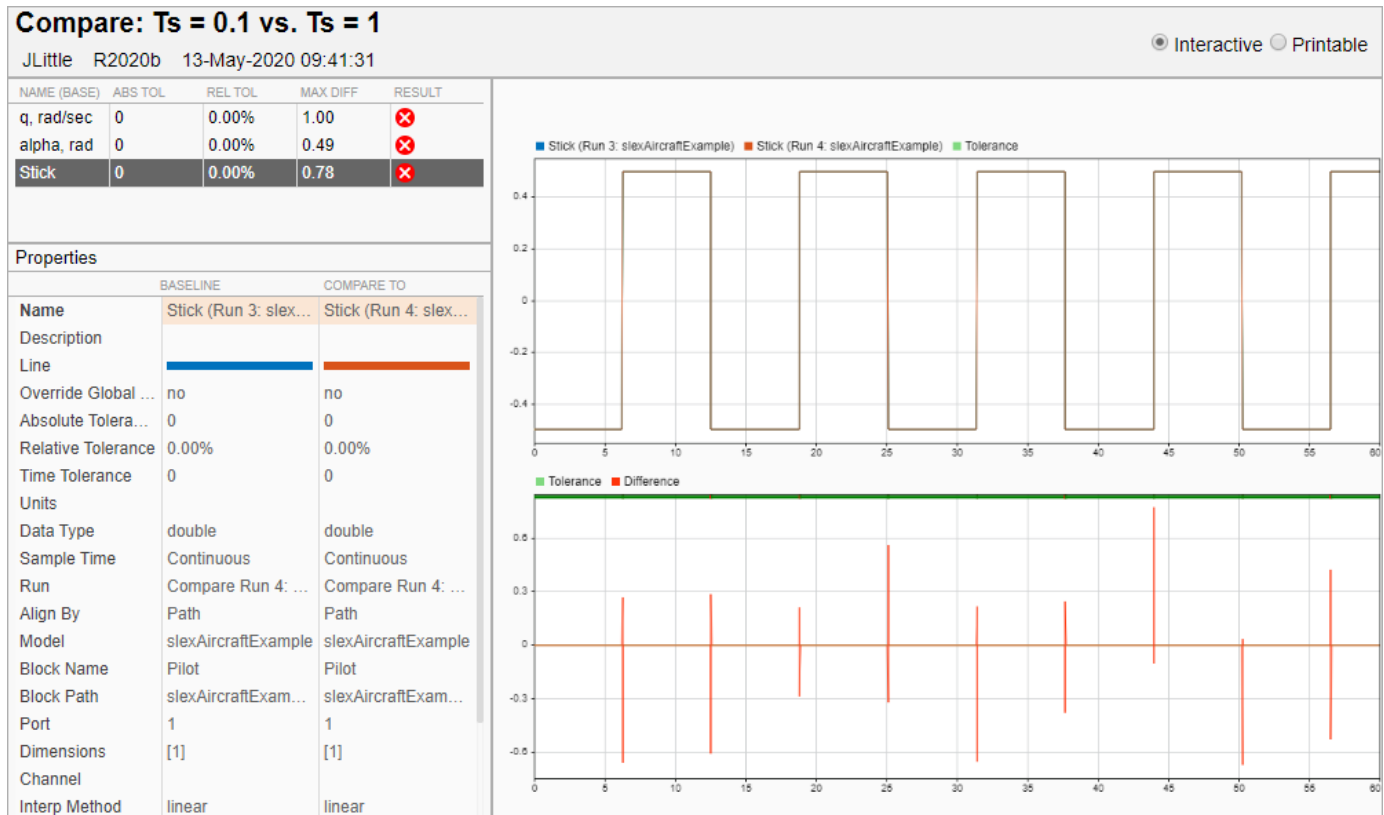 Compare: Ts = 0.1 vs. Ts = 1
JLittle R2020b 13-May-2020 09:41:31
Interactive Printable
NAME (BASE) ABS TOL REL TOL MAX DIFF RESULT
q, rad/sec 0 0.00% 1.00
alpha, rad 0 0.00% 0.49
Stick 0 0.00% 0.78
Properties
BASELINE COMPARE TO
Name Stick (Run 3: slex... Stick (Run 4: slex...
Description
Line
Override Global ... no no
Absolute Tolera... 0 0
Relative Tolerance 0.00% 0.00%
Time Tolerance 0 0
Units
Data Type double double
Sample Time Continuous Continuous
Run Compare Run 4: ... Compare Run 4: ...
Align By Path Path
Model slexAircraftExample slexAircraftExample
Block Name Pilot Pilot
Block Path slexAircraftExam... slexAircraftExam...
Port 1 1
Dimensions [1] [1]
Channel
Interp Method linear linear
Stick (Run 3: slexAircraftExample) Stick (Run 4: slexAircraftExample) Tolerance
0.4
0.2
0
-0.2
-0.4
0 5 10 15 20 25 30 35 40 45 50 55 60
Tolerance Difference
0.6
0.3
0
-0.3
-0.6
0 5 10 15 20 25 30 35 40 45 50 55 60